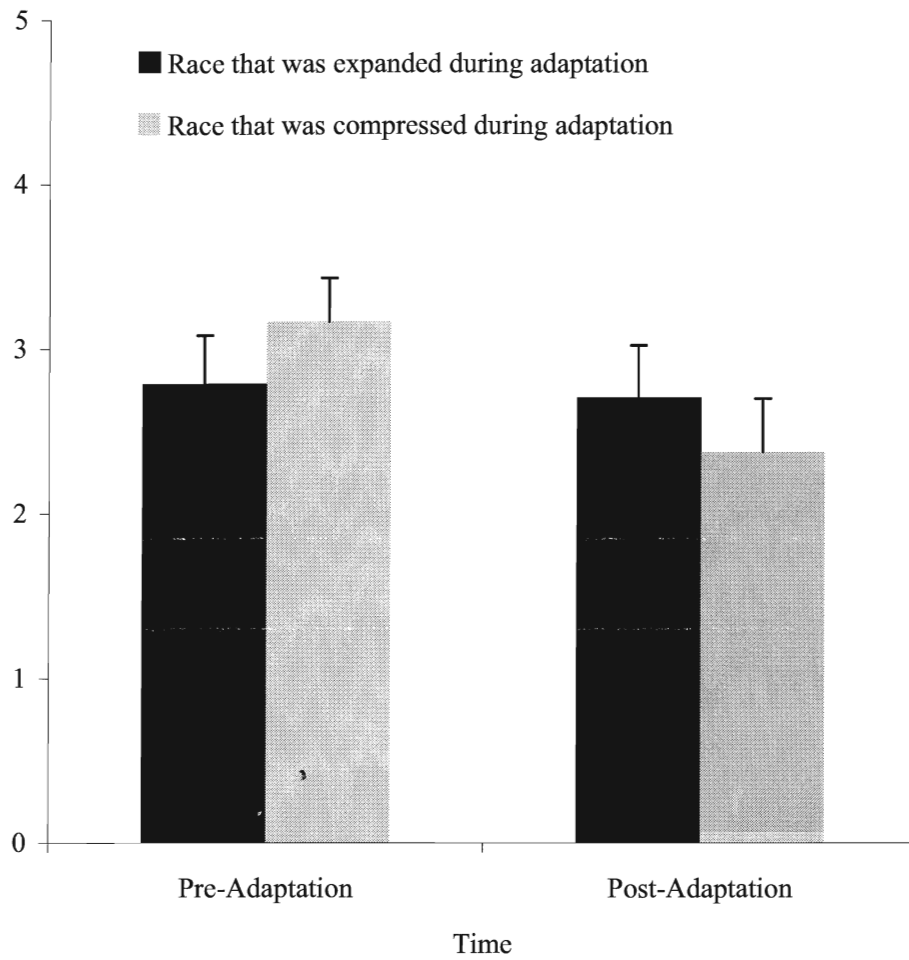 5
Race that was expanded during adaptation
Race that was compressed during adaptation
4
3
2
1
0
Pre-Adaptation Post-Adaptation
Time